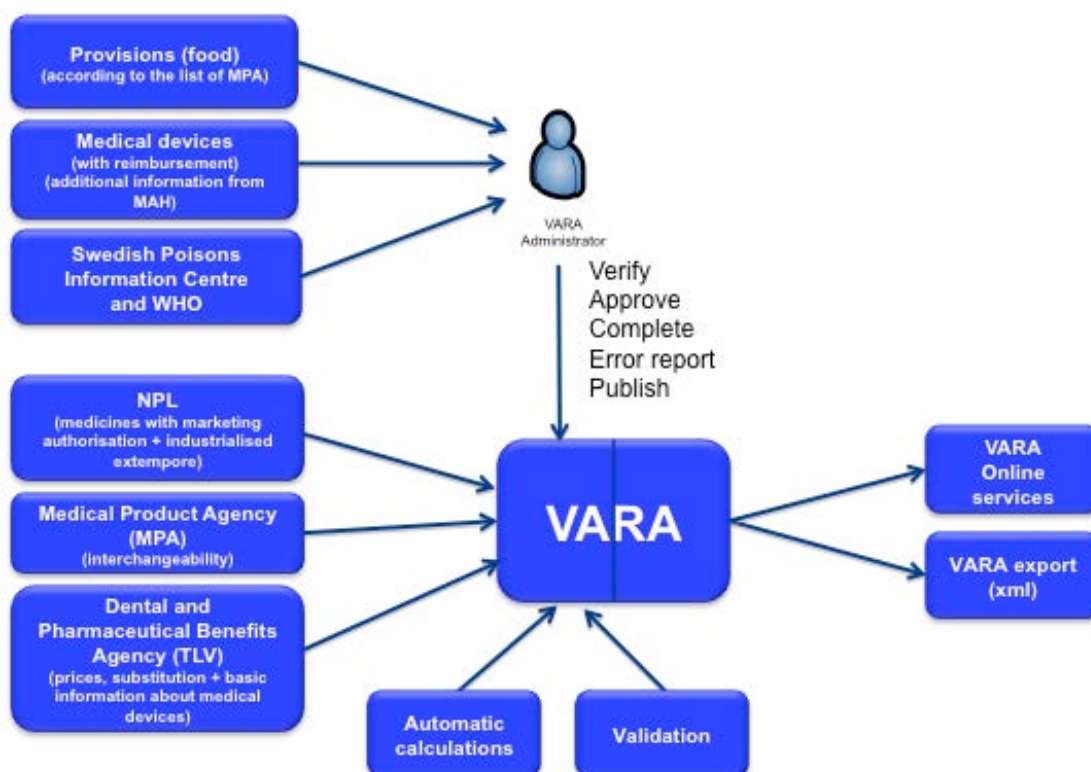 Provisions (food)
(according to the list of MPA)
Medical devices
(with reimbursement)
(additional information from
MAH)
Swedish Poisons
Information Centre
and WHO
VARA
Administrator
Verify
Approve
Complete
Error report
Publish
NPL
(medicines with marketing
authorisation + industrialised
extempore)
Medical Product Agency
(MPA)
(interchangeability)
Dental and
Pharmaceutical Benefits
Agency (TLV)
(prices, substitution + basic
information about medical
devices)
VARA
VARA
Online
services
VARA export
(xml)
Automatic
calculations
Validation